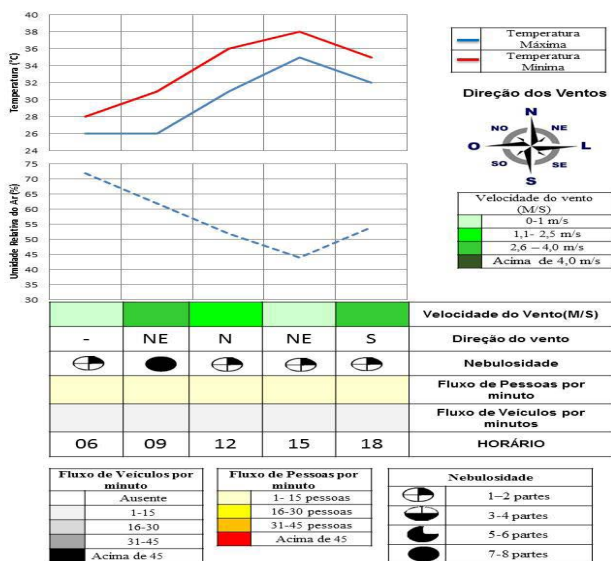 40
38
36
34
32
30
28
26
24
Temperatura (°C)
Temperatura
Máxima
Temperatura
Minima
Direção dos Ventos
N
NO
NE
O
L
SO
SE
S
75
70
65
60
55
50
45
40
35
30
Umidade Relativa do Ar(%)
Velocidade do vento
(M/S)
0-1 m/s
1,1- 2,5 m/s
2,6 – 4,0 m/s
Acima de 4,0 m/s
Velocidade do Vento(M/S)
- NE N NE S Direção do vento
Nebulosidade
Fluxo de Pessoas por
minuto
Fluxo de Veículos por
minutos
06 09 12 15 18 HORÁRIO
Fluxo de Veículos por
minuto
Ausente
1-15
16-30
31-45
Acima de 45
Fluxo de Pessoas por
minuto
1- 15 pessoas
16-30 pessoas
31-45 pessoas
Acima de 45
Nebulosidade
1–2 partes
3-4 partes
5-6 partes
7-8 partes